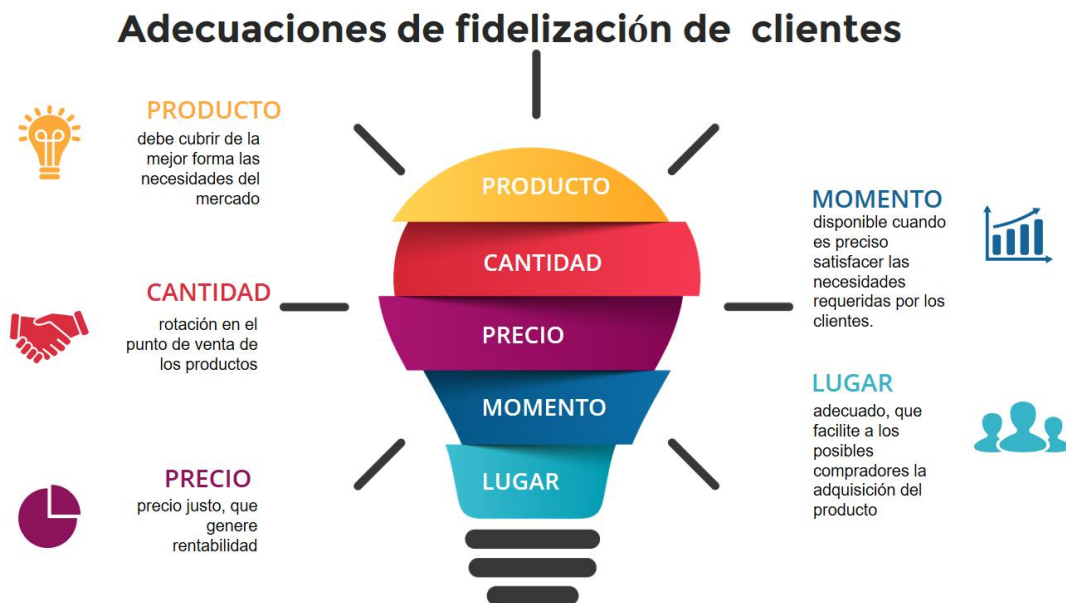 Adecuaciones de fidelización de clientes
PRODUCTO
debe cubrir de la
mejor forma las
necesidades del
mercado
CANTIDAD
rotación en el
punto de venta de
los productos
PRECIO
precio justo, que
genere
rentabilidad
PRODUCTO
CANTIDAD
PRECIO
MOMENTO
LUGAR
MOMENTO
disponible cuando
es preciso
satisfacer las
necesidades
requeridas por los
clientes.
LUGAR
adecuado, que
facilite a los
posibles
compradores la
adquisición del
producto